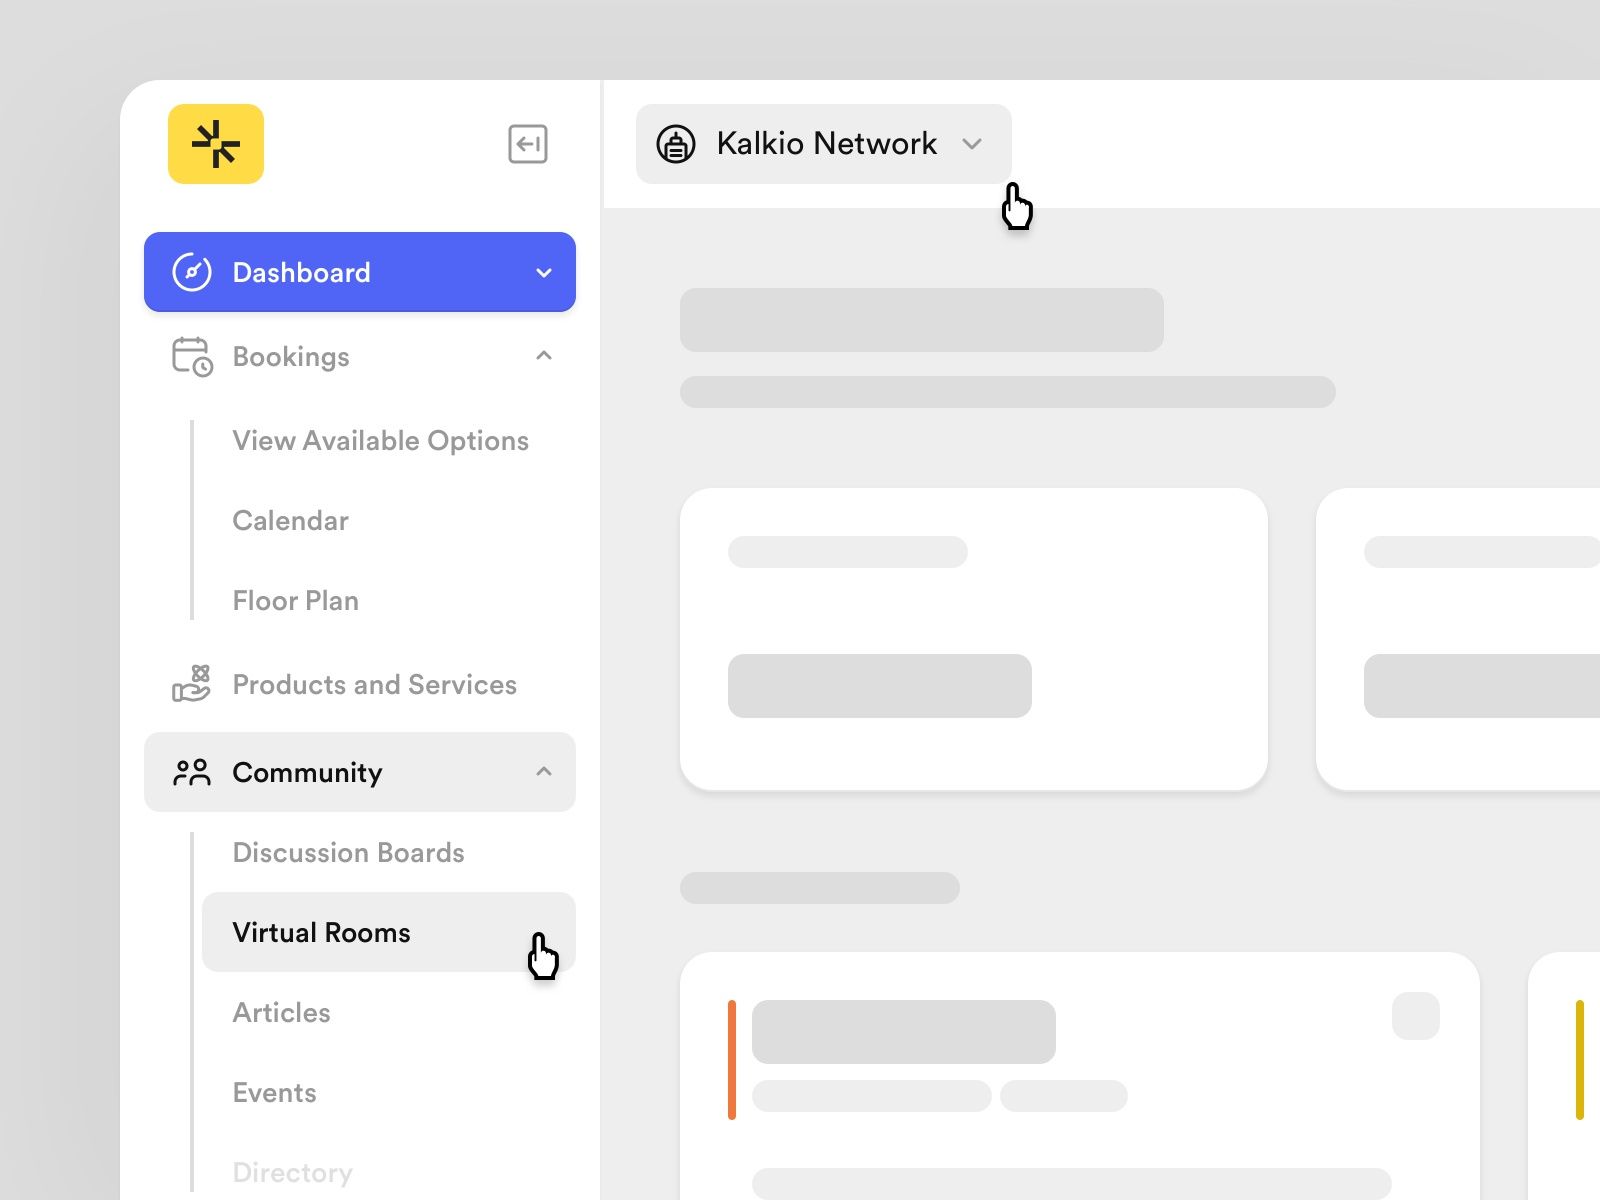 Kalkio Network
Dashboard
Bookings
View Available Options
Calendar
Floor Plan
Products and Services
Community
Discussion Boards
Virtual Rooms
Articles
Events
Directory